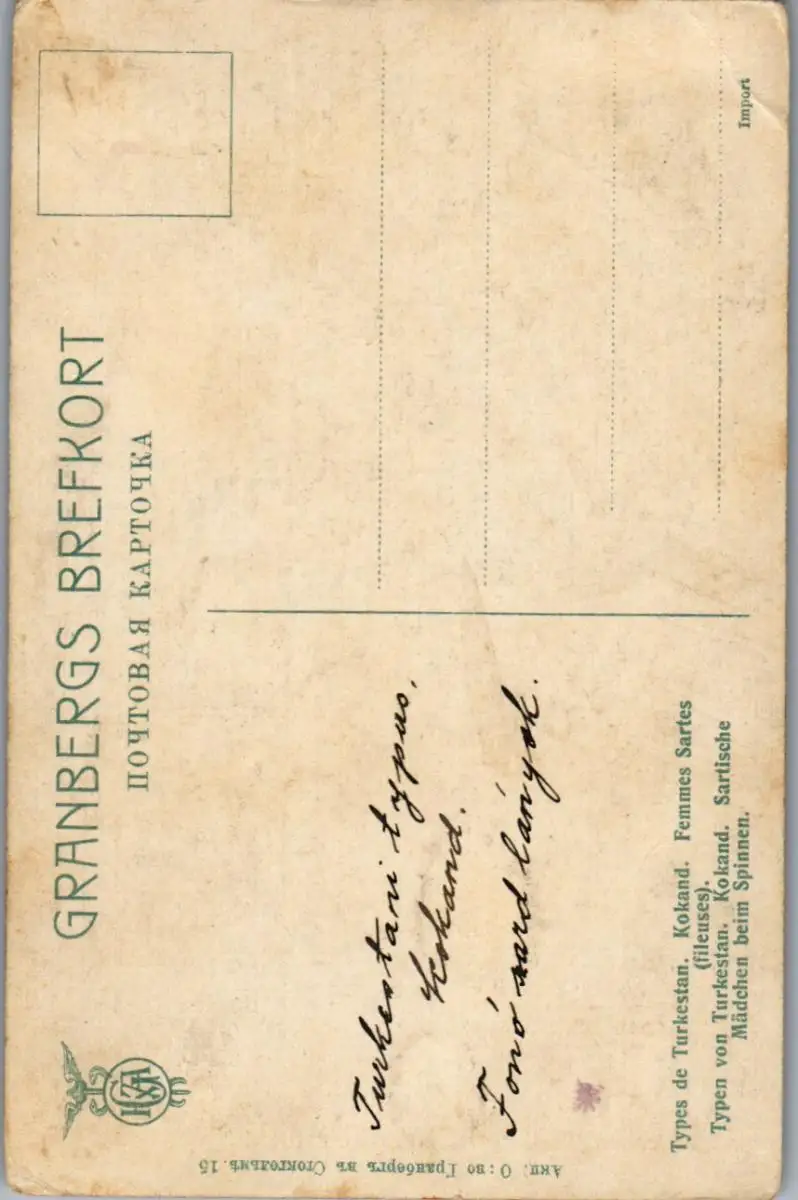 GRANBERGS BREFKORT
ПОЧТОВАЯ КАРТОЧКА
Turkestani typus.
Kokand.
Fonó sard lányok.
Types de Turkestan. Kokand. Femmes Sartes
(fileuses).
Typen von Turkestan. Kokand. Sartische
Mädchen beim Spinnen.
Import
Акц. О:во Гранбергъ въ Стокгольмѣ. 15